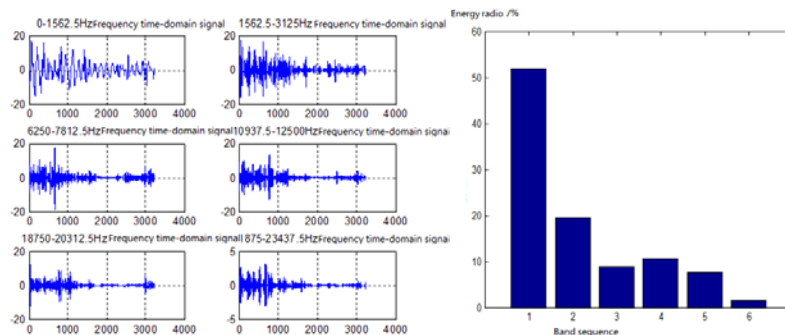 0-1562.5HzFrequency time-domain signal
1562.5-3125HzFrequency time-domain signal
20
0
-20
0 1000 2000 3000 4000
20
0
-20
0 1000 2000 3000 4000
6250-7812.5HzFrequency time-domain signal
10937.5-12500Frequency time-domain signal
20
0
-20
0 1000 2000 3000 4000
20
0
20
0 1000 2000 3000 4000
18750-20312.5HzFrequency time-domain signal
1875-23437.5HzFrequency time-domain signal
20
0
-20
0 1000 2000 3000 4000
5
0
-5
0 1000 2000 3000 4000
Energy radio /%
60
50
40
30
20
10
0
1 2 3 4 5 6
Band sequence